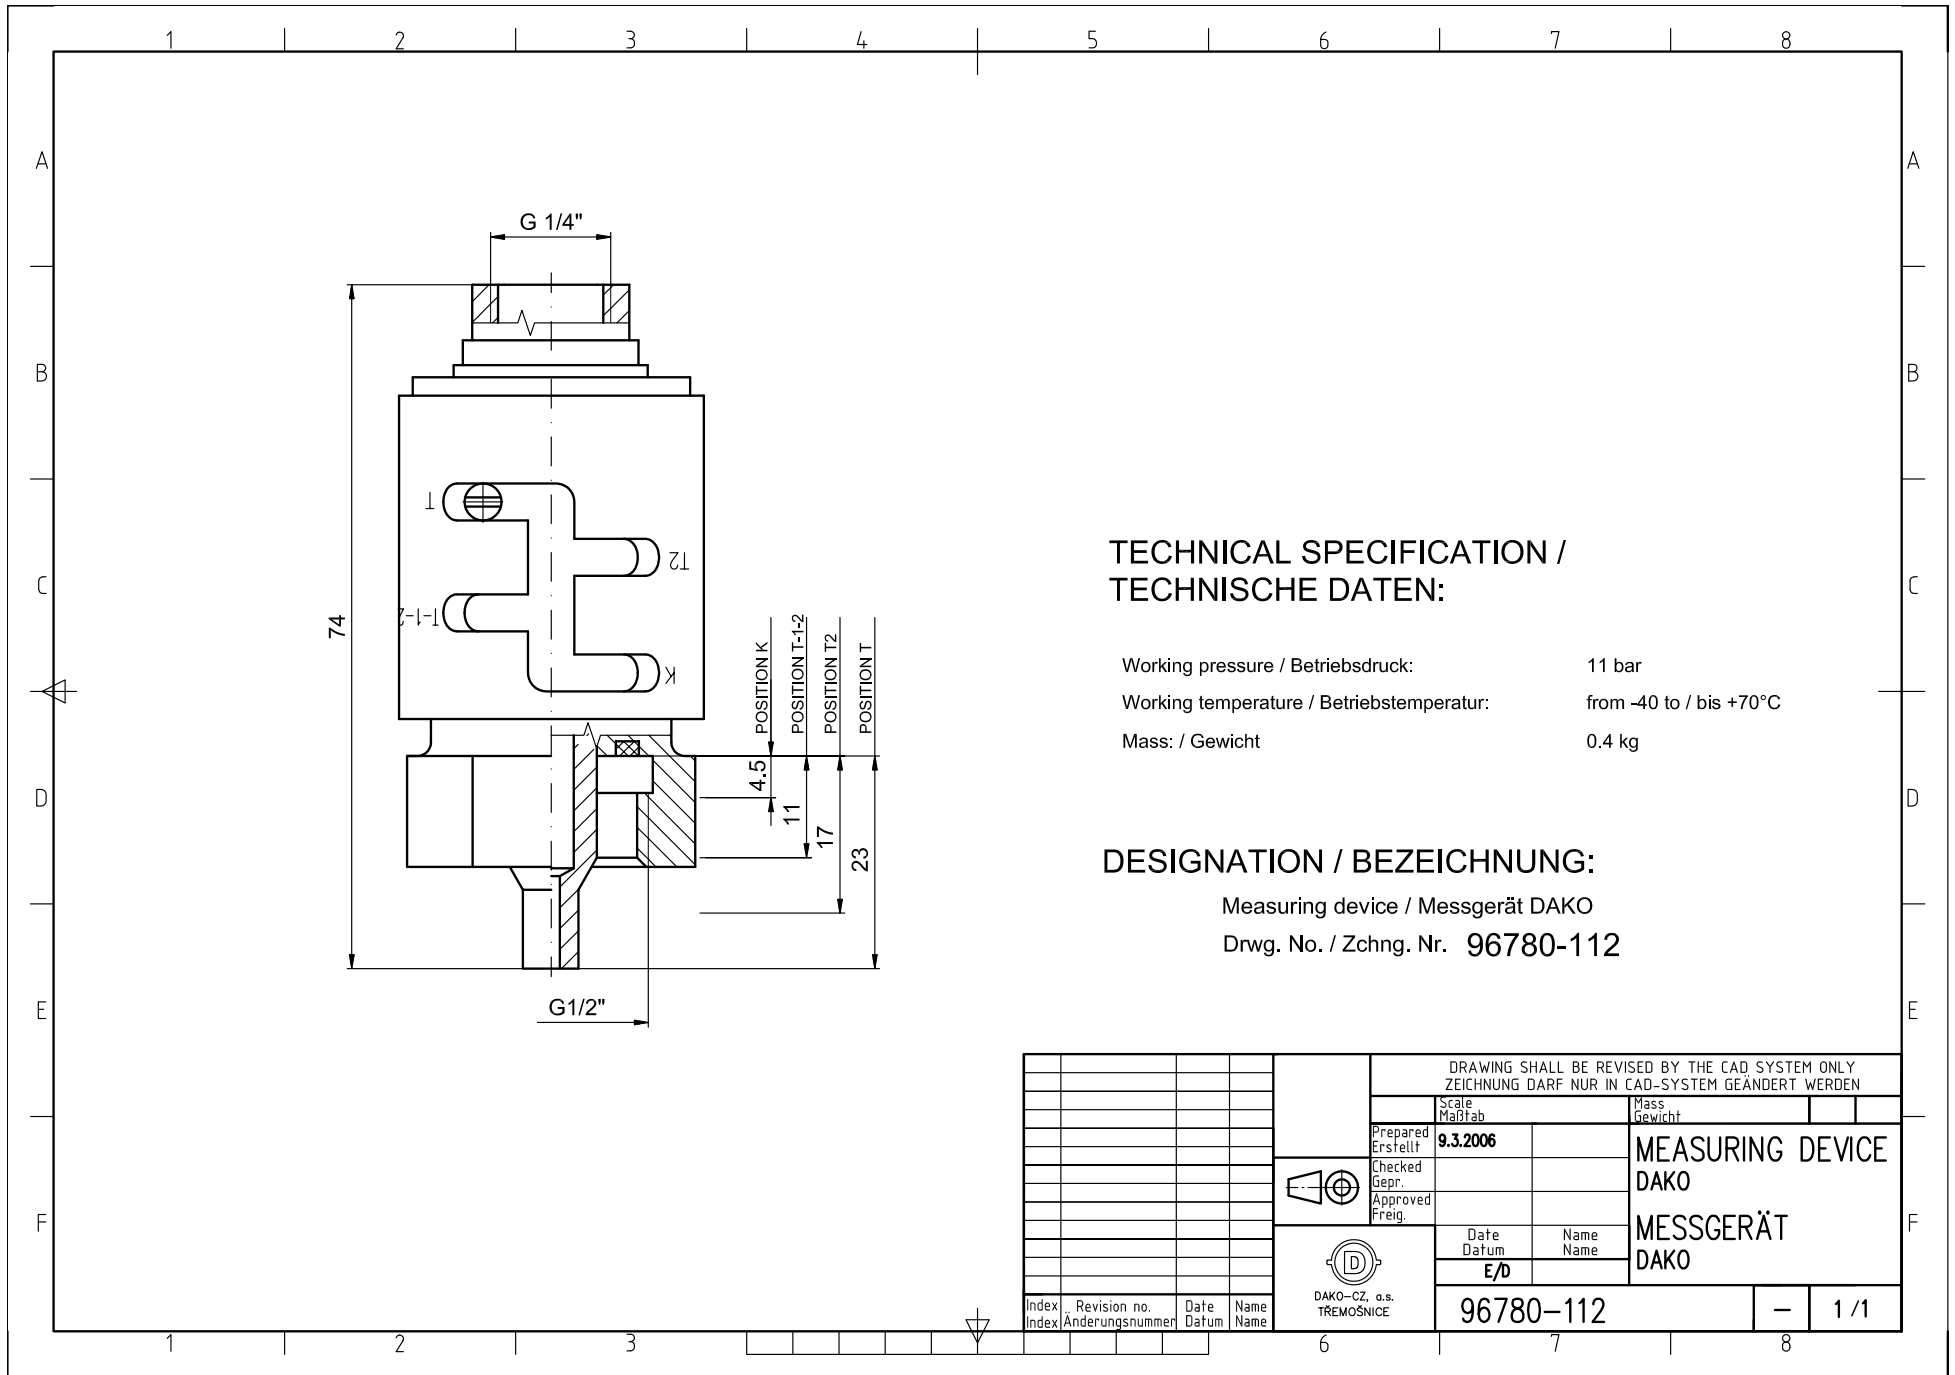 1 2 3 4 5 6 7 8
A A
B B
C C
D D
E E
F F
G 1/4"
74
T
T2
T-1-2
K
POSITION K
POSITION T-1-2
POSITION T2
POSITION T
4.5
11
17
23
G1/2"
TECHNICAL SPECIFICATION /
TECHNISCHE DATEN:
Working pressure / Betriebsdruck: 11 bar
Working temperature / Betriebstemperatur: from -40 to / bis +70°C
Mass: / Gewicht 0.4 kg
DESIGNATION / BEZEICHNUNG:
Measuring device / Messgerät DAKO
Drwg. No. / Zchng. Nr. 96780-112
DRAWING SHALL BE REVISED BY THE CAD SYSTEM ONLY
ZEICHNUNG DARF NUR IN CAD-SYSTEM GEÄNDERT WERDEN
Scale
Maßtab
Mass
Gewicht
Prepared
Erstellt
9.3.2006
Checked
Gepr.
Approved
Freig.
Date
Datum
Name
Name
E/D
MEASURING DEVICE
DAKO
MESSGERÄT
DAKO
D
DAKO-CZ, a.s.
TŘEMOŠNICE
96780-112 – 1 /1
Index Revision no. Date Name
Index Änderungsnummer Datum Name
1 2 3 6 7 8